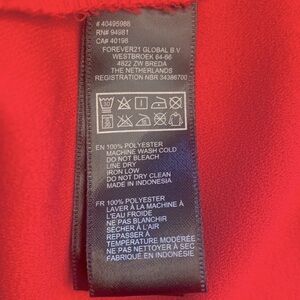 # 40495988
RN# 94981
CA# 40198
FOREVER21 GLOBAL B.V.
WESTBROEK 64-66
4822 ZW BREDA
THE NETHERLANDS
REGISTRATION NBR 34386700
EN 100% POLYESTER
MACHINE WASH COLD
DO NOT BLEACH
LINE DRY
IRON LOW
DO NOT DRY CLEAN
MADE IN INDONESIA
FR 100% POLYESTER
LAVER À LA MACHINE À
L'EAU FROIDE
NE PAS BLANCHIR
SÉCHER À L'AIR
REPASSER À
TEMPÉRATURE MODÉRÉE
NE PAS NETTOYER À SEC
FABRIQUÉ EN INDONÉSIE